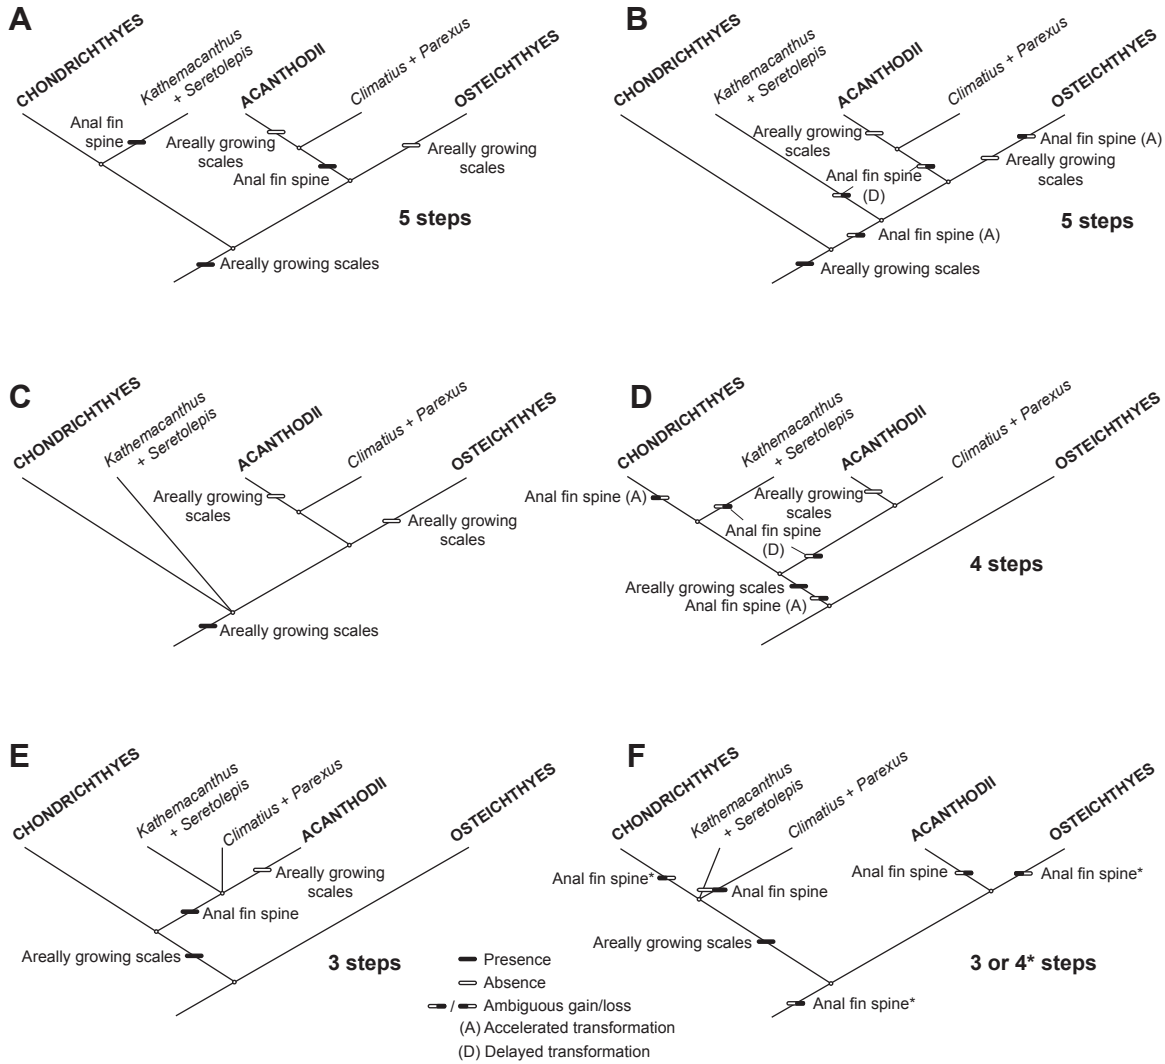 A
CHONDRICHTHYES
Kathemacanthus
+ Seretolepis
ACANTHODII
Climatius + Parexus
OSTEICHTHYES
Anal fin
spine
Areally growing
scales
Anal fin spine
Areally growing
scales
5 steps
Areally growing scales
B
CHONDRICHTHYES
Kathemacanthus
+ Seretolepis
ACANTHODII
Climatius + Parexus
OSTEICHTHYES
Areally growing
scales
Anal fin spine (A)
Areally growing
scales
Anal fin spine
(D)
5 steps
Anal fin spine (A)
Areally growing scales
C
CHONDRICHTHYES
Kathemacanthus
+ Seretolepis
ACANTHODII
Climatius + Parexus
OSTEICHTHYES
Areally growing
scales
Areally growing
scales
Areally growing scales
D
CHONDRICHTHYES
Kathemacanthus
+ Seretolepis
ACANTHODII
Climatius + Parexus
OSTEICHTHYES
Anal fin spine (A)
Areally growing
scales
Anal fin spine
(D)
4 steps
Areally growing scales
Anal fin spine (A)
E
CHONDRICHTHYES
Kathemacanthus
+ Seretolepis
Climatius + Parexus
ACANTHODII
OSTEICHTHYES
Areally growing
scales
Anal fin spine
Areally growing scales
3 steps
F
CHONDRICHTHYES
Kathemacanthus
+ Seretolepis
Climatius + Parexus
ACANTHODII
OSTEICHTHYES
Anal fin spine*
Anal fin spine
Anal fin spine
Anal fin spine*
Areally growing scales
3 or 4* steps
Anal fin spine*
Presence
Absence
/ Ambiguous gain/loss
(A) Accelerated transformation
(D) Delayed transformation